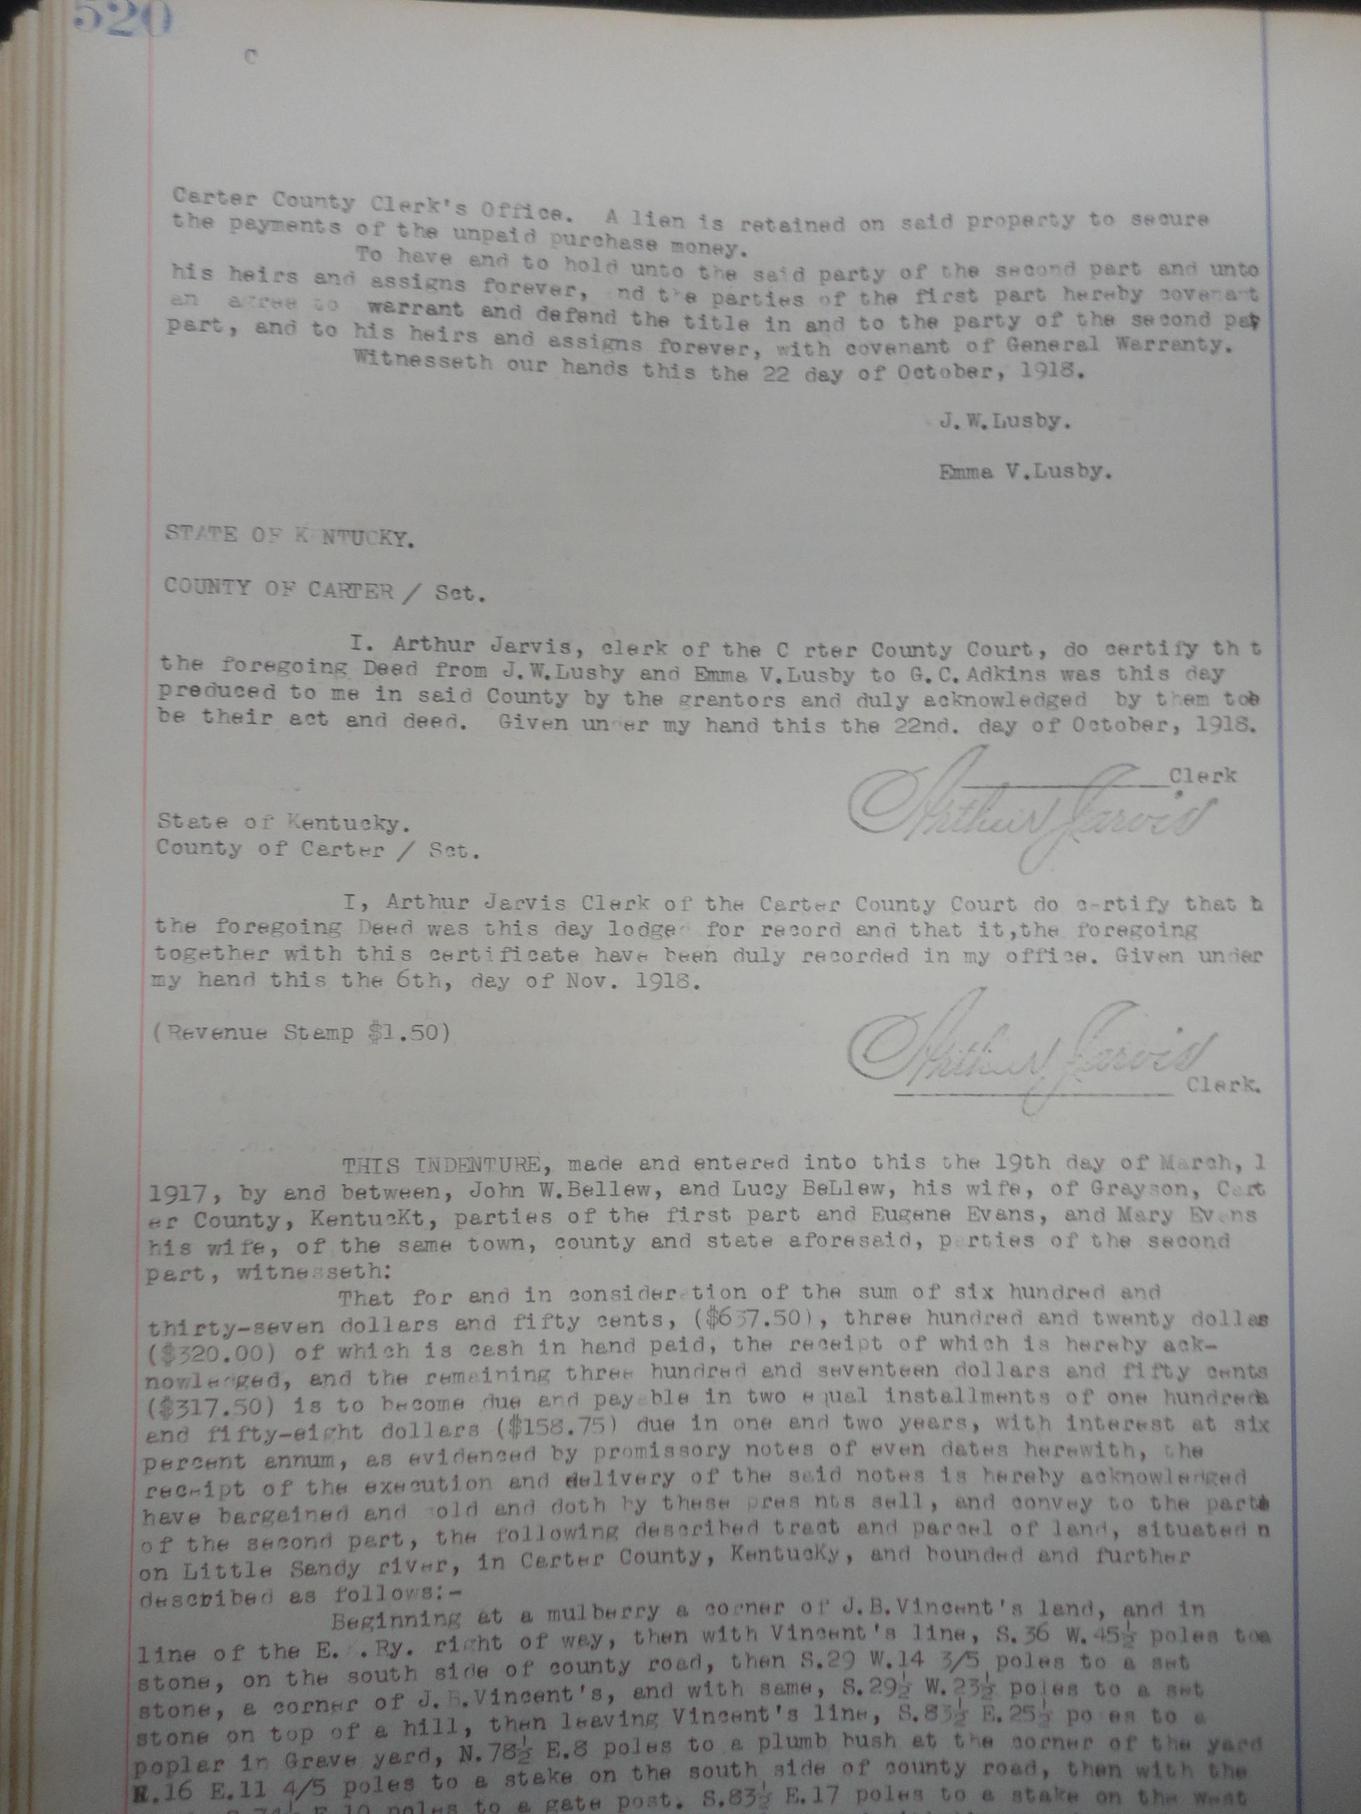 520
c
Carter County Clerk's Office. A lien is retained on said property to secure
the payments of the unpaid purchase money.
To have and to hold unto the said party of the second part and unto
his heirs and assigns forever, nd the parties of the first part hereby covenant
an agree to warrant and defend the title in and to the party of the second pay
part, and to his heirs and assigns forever, with covenant of General Warranty.
Witnesseth our hands this the 22 day of October, 1918.
J.W.Lusby.
Emma V.Lusby.
STATE OF K NTUCKY.
COUNTY OF CARTER / Sct.
I. Arthur Jarvis, clerk of the C rter County Court, do certify th t
the foregoing Deed from J.W.Lusby and Emma V.Lusby to G.C.Adkins was this day
preduced to me in said County by the grantors and duly acknowledged by them toe
be their act and deed. Given under my hand this the 22nd. day of October, 1918.
Clerk
Arthur Jarvis
State of Kentucky.
County of Carter / Sct.
I, Arthur Jarvis Clerk of the Carter County Court do certify that h
the foregoing Deed was this day lodged for record and that it,the foregoing
together with this certificate have been duly recorded in my office. Given under
my hand this the 6th, day of Nov. 1918.
(Revenue Stamp $1.50)
Arthur Jarvis
Clerk.
THIS INDENTURE, made and entered into this the 19th day of March, 1
1917, by and between, John W.Bellew, and Lucy BeLlew, his wife, of Grayson, Cart
er County, KentucKt, parties of the first part and Eugene Evans, and Mary Evans
his wife, of the same town, county and state aforesaid, parties of the second
part, witnesseth:
That for and in consideration of the sum of six hundred and
thirty-seven dollars and fifty cents, ($637.50), three hundred and twenty dollas
($320.00) of which is cash in hand paid, the receipt of which is hereby ack-
nowledged, and the remaining three hundred and seventeen dollars and fifty cents
($317.50) is to become due and payable in two equal installments of one hundred
and fifty-eight dollars ($158.75) due in one and two years, with interest at six
percent annum, as evidenced by promissory notes of even dates herewith, the
receipt of the execution and delivery of the said notes is hereby acknowledged
have bargained and sold and doth by these pres nts sell, and convey to the part
of the second part, the following described tract and parcel of land, situated n
on Little Sandy river, in Carter County, KentucKy, and bounded and further
described as follows:-
Beginning at a mulberry a corner of J.B.Vincent's land, and in
line of the E. .Ry. right of way, then with Vincent's line, S.36 W.45½ poles to a
stone, on the south side of county road, then S.29 W.14 3/5 poles to a set
stone, a corner of J.B.Vincent's, and with same, S.29½ W.23½ poles to a set
stone on top of a hill, then leaving Vincent's line, S.83½ E.25½ po es to a
popler in Grave yard, N.78½ E.8 poles to a plumb bush at the corner of the yard
N.16 E.11 4/5 poles to a stake on the south side of county road, then with the
S.74½ E.10 poles to a gate post. S.83½ E.17 poles to a stake on the west